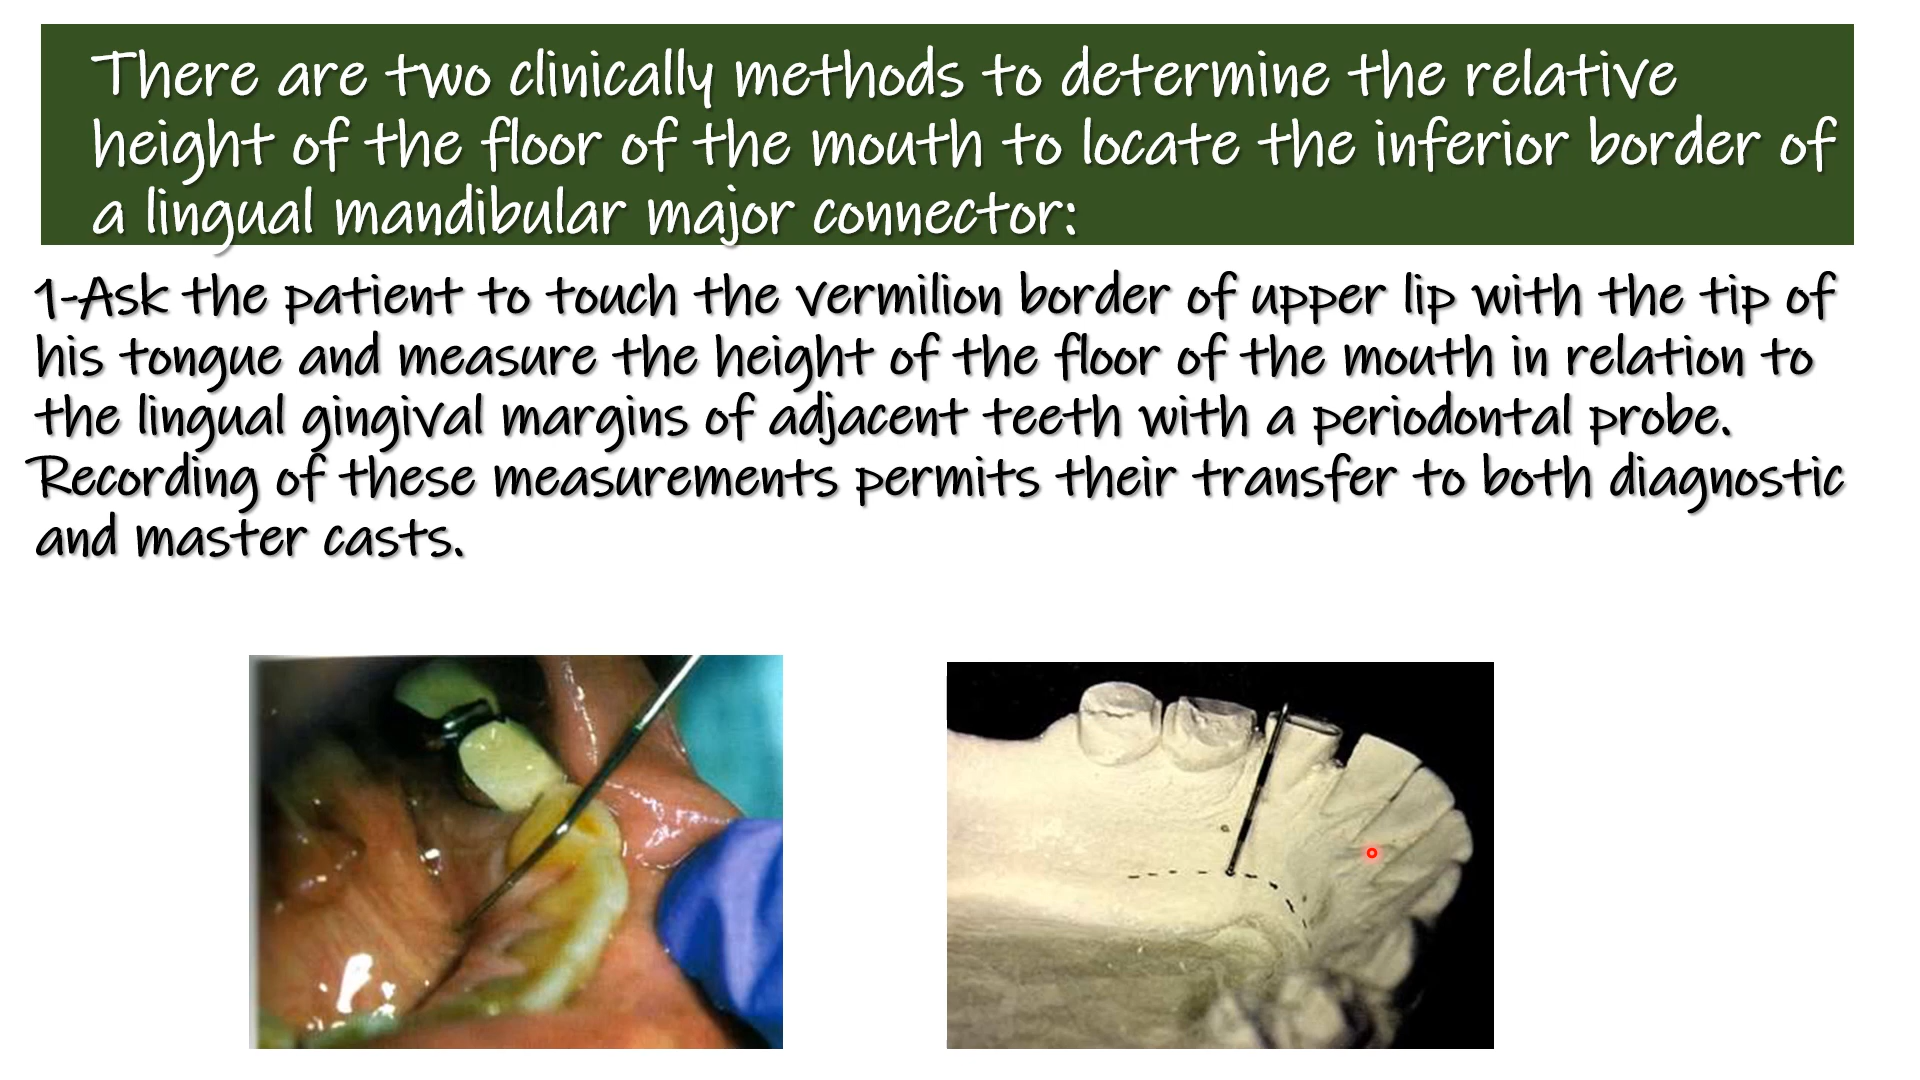 There are two clinically methods to determine the relative
height of the floor of the mouth to locate the inferior border of
a lingual mandibular major connector:
1-Ask the patient to touch the vermilion border of upper lip with the tip of
his tongue and measure the height of the floor of the mouth in relation to
the lingual gingival margins of adjacent teeth with a periodontal probe.
Recording of these measurements permits their transfer to both diagnostic
and master casts.